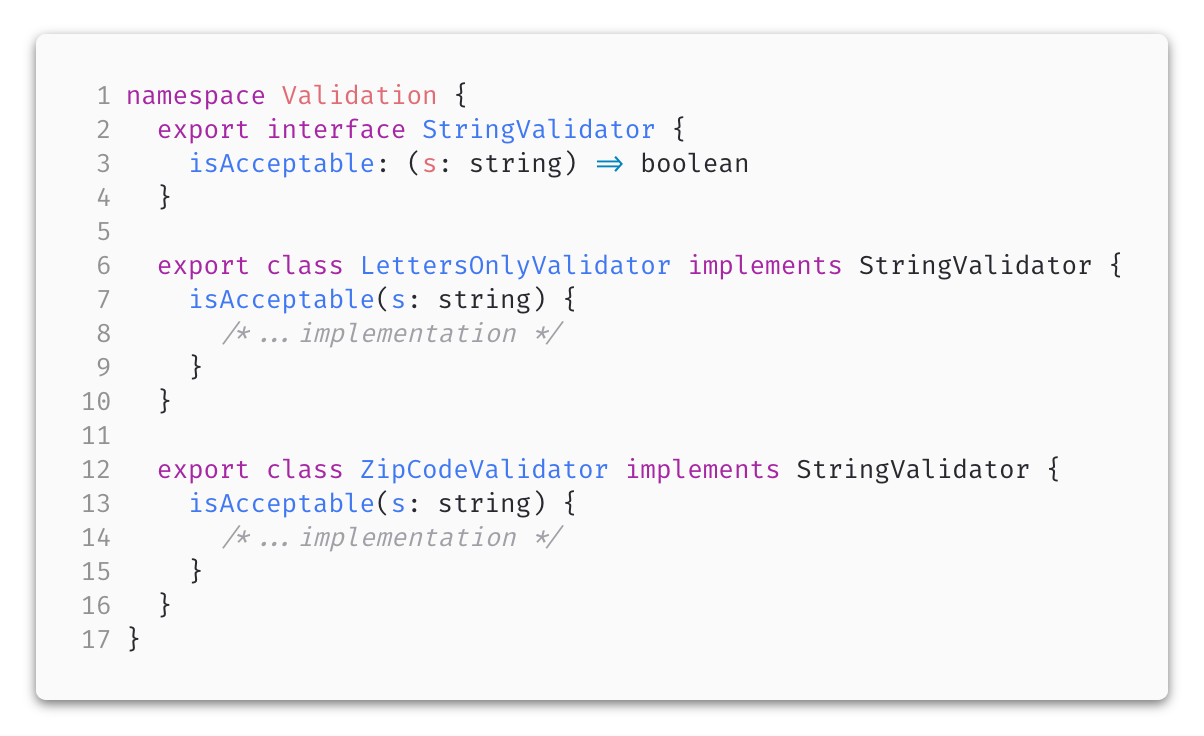 1 namespace Validation {
2   export interface StringValidator {
3     isAcceptable: (s: string) => boolean
4   }
5
6   export class LettersOnlyValidator implements StringValidator {
7     isAcceptable(s: string) {
8       /* ... implementation */
9     }
10   }
11
12   export class ZipCodeValidator implements StringValidator {
13     isAcceptable(s: string) {
14       /* ... implementation */
15     }
16   }
17 }